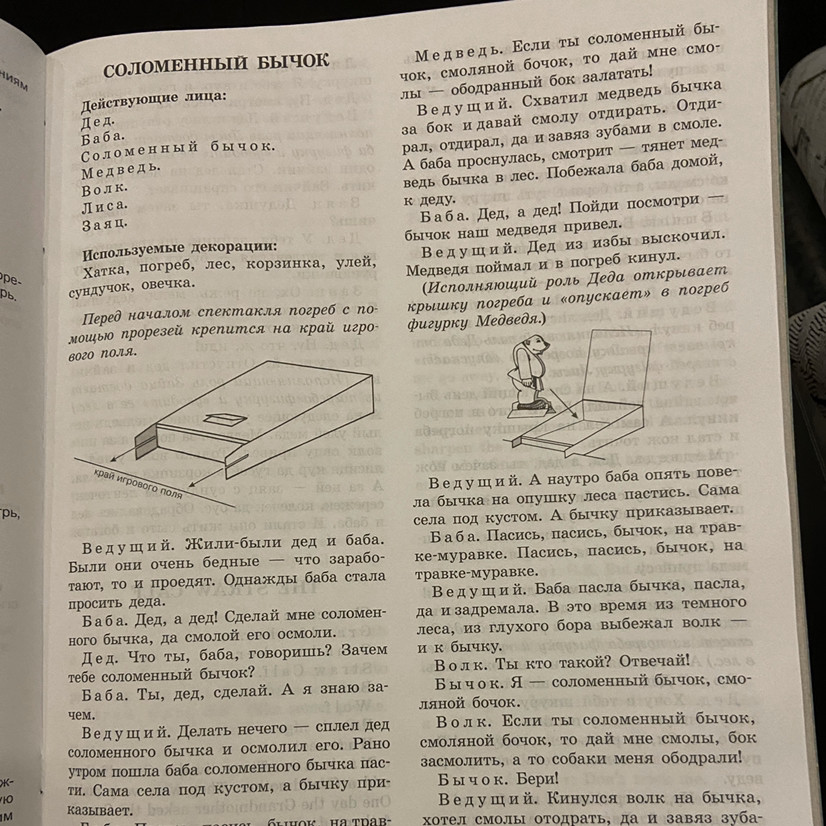 СОЛОМЕННЫЙ БЫЧОК
Действующие лица:
Дед.
Баба.
Соломенный бычок.
Медведь.
Волк.
Лиса.
Заяц.
Используемые декорации:
Хатка, погреб, лес, корзинка, улей,
сундучок, овечка.
Перед началом спектакля погреб с по-
мощью прорезей крепится на край игро-
вого поля.
край игрового поля
Ведущий. Жили-были дед и баба.
Были они очень бедные — что зарабо-
тают, то и проедят. Однажды баба стала
просить деда.
Баба. Дед, а дед! Сделай мне соломен-
ного бычка, да смолой его осмоли.
Дед. Что ты, баба, говоришь? Зачем
тебе соломенный бычок?
Баба. Ты, дед, сделай. А я знаю за-
чем.
Ведущий. Делать нечего — сплел дед
соломенного бычка и осмолил его. Рано
утром пошла баба соломенного бычка пас-
ти. Сама села под кустом, а бычку при-
казывает.
бычок, на трав-
Медведь. Если ты соломенный бы-
чок, смоляной бочок, то дай мне смо-
лы — ободранный бок залатать!
Ведущий. Схватил медведь бычка
за бок и давай смолу отдирать. Отди-
рал, отдирал, да и завяз зубами в смоле.
А баба проснулась, смотрит — тянет мед-
ведь бычка в лес. Побежала баба домой,
к деду.
Баба. Дед, а дед! Пойди посмотри —
бычок наш медведя привел.
Ведущий. Дед из избы выскочил.
Медведя поймал и в погреб кинул.
(Исполняющий роль Деда открывает
крышку погреба и «опускает» в погреб
фигурку Медведя.)
Ведущий. А наутро баба опять пове-
ла бычка на опушку леса пастись. Сама
села под кустом. А бычку приказывает.
Баба. Пасись, пасись, бычок, на трав-
ке-муравке. Пасись, пасись, бычок, на
травке-муравке.
Ведущий. Баба пасла бычка, пасла,
да и задремала. В это время из темного
леса, из глухого бора выбежал волк —
и к бычку.
Волк. Ты кто такой? Отвечай!
Бычок. Я — соломенный бычок, смо-
ляной бочок.
Волк. Если ты соломенный бычок,
смоляной бочок, то дай мне смолы, бок
засмолить, а то собаки меня ободрали!
Бычок. Бери!
Ведущий. Кинулся волк на бычка,
хотел смолы отодрать, да и завяз зуба-